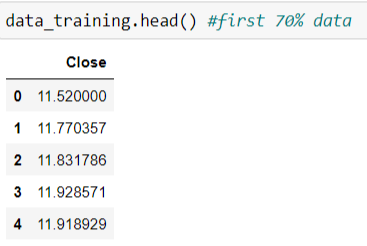 data_training.head() #first 70% data
Close
0 11.520000
1 11.770357
2 11.831786
3 11.928571
4 11.918929